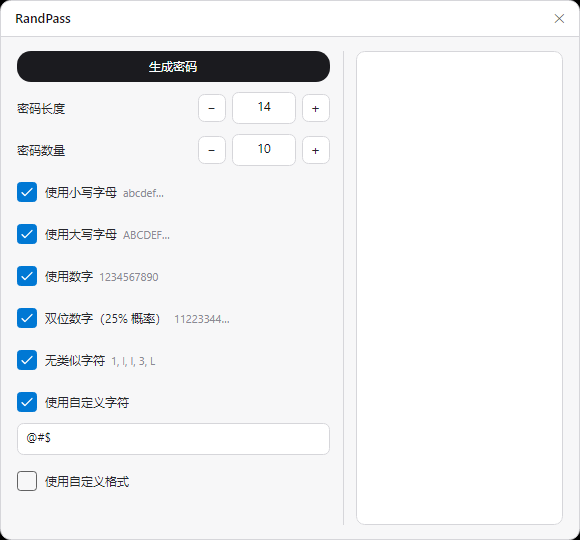 RandPass
生成密码
密码长度 − 14 +
密码数量 − 10 +
使用小写字母 abcdef...
使用大写字母 ABCDEF...
使用数字 1234567890
双位数字（25% 概率） 11223344...
无类似字符 1, I, l, 3, L
使用自定义字符
@#$
使用自定义格式